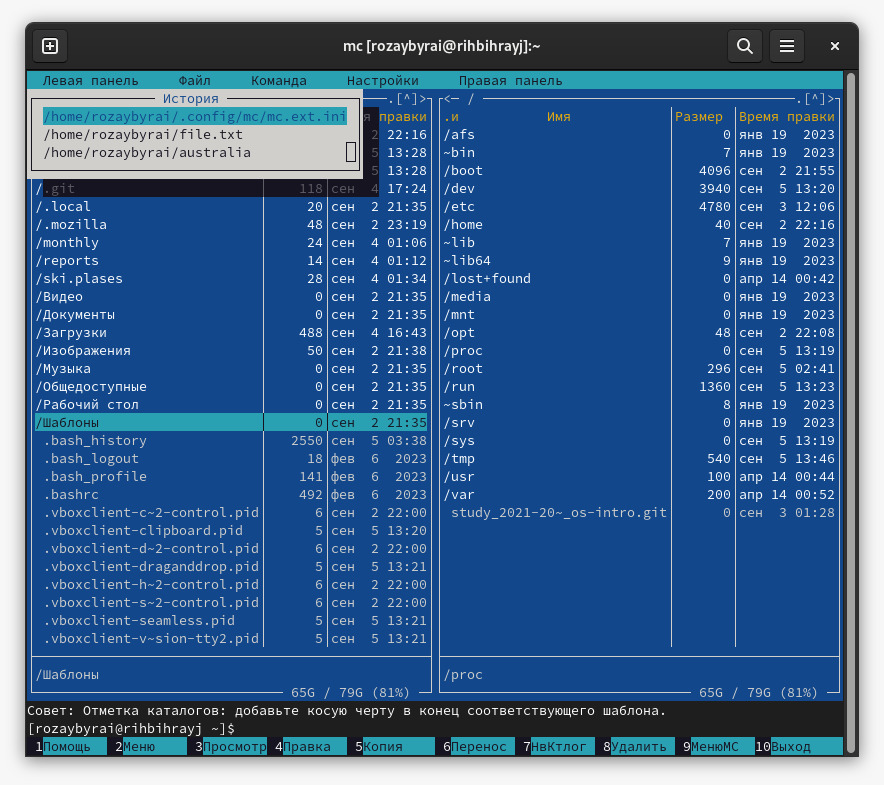 mc [rozaybyrai@rihbihrayj]:~
Левая панель Файл Команда Настройки Правая панель
История
/home/rozaybyrai/.config/mc/mc.ext.ini
/home/rozaybyrai/file.txt
/home/rozaybyrai/australia
.[^]>
я правки
2 22:16
5 13:28
5 13:28
/.git 118 сен 4 17:24
/.local 20 сен 2 21:35
/.mozilla 48 сен 2 23:19
/monthly 24 сен 4 01:06
/reports 14 сен 4 01:12
/ski.plases 28 сен 4 01:34
/Видео 0 сен 2 21:35
/Документы 0 сен 2 21:35
/Загрузки 488 сен 4 16:43
/Изображения 50 сен 2 21:38
/Музыка 0 сен 2 21:35
/Общедоступные 0 сен 2 21:35
/Рабочий стол 0 сен 2 21:35
/Шаблоны 0 сен 2 21:35
.bash_history 2550 сен 5 03:38
.bash_logout 18 фев 6 2023
.bash_profile 141 фев 6 2023
.bashrc 492 фев 6 2023
.vboxclient-c~2-control.pid 6 сен 2 22:00
.vboxclient-clipboard.pid 5 сен 5 13:20
.vboxclient-d~2-control.pid 6 сен 2 22:00
.vboxclient-draganddrop.pid 5 сен 5 13:21
.vboxclient-h~2-control.pid 6 сен 2 22:00
.vboxclient-s~2-control.pid 6 сен 2 22:00
.vboxclient-seamless.pid 5 сен 5 13:21
.vboxclient-v~sion-tty2.pid 5 сен 5 13:21
/Шаблоны
65G / 79G (81%)
<─ / .[^]>
.и Имя Размер Время правки
/afs 0 янв 19 2023
~bin 7 янв 19 2023
/boot 4096 сен 2 21:55
/dev 3940 сен 5 13:20
/etc 4780 сен 3 12:06
/home 40 сен 2 22:16
~lib 7 янв 19 2023
~lib64 9 янв 19 2023
/lost+found 0 апр 14 00:42
/media 0 янв 19 2023
/mnt 0 янв 19 2023
/opt 48 сен 2 22:08
/proc 0 сен 5 13:19
/root 296 сен 5 02:41
/run 1360 сен 5 13:23
~sbin 8 янв 19 2023
/srv 0 янв 19 2023
/sys 0 сен 5 13:19
/tmp 540 сен 5 13:46
/usr 100 апр 14 00:44
/var 200 апр 14 00:52
study_2021-20~_os-intro.git 0 сен 3 01:28
/proc
65G / 79G (81%)
Совет: Отметка каталогов: добавьте косую черту в конец соответствующего шаблона.
[rozaybyrai@rihbihrayj ~]$
1Помощь 2Меню 3Просмотр 4Правка 5Копия 6Перенос 7НвКтлог 8Удалить 9МенюМС 10Выход